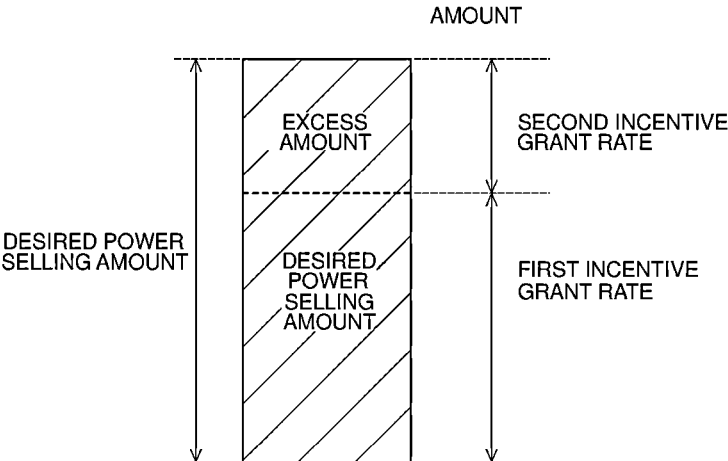 AMOUNT
EXCESS
AMOUNT
SECOND INCENTIVE
GRANT RATE
DESIRED POWER
SELLING AMOUNT
DESIRED
POWER
SELLING
AMOUNT
FIRST INCENTIVE
GRANT RATE